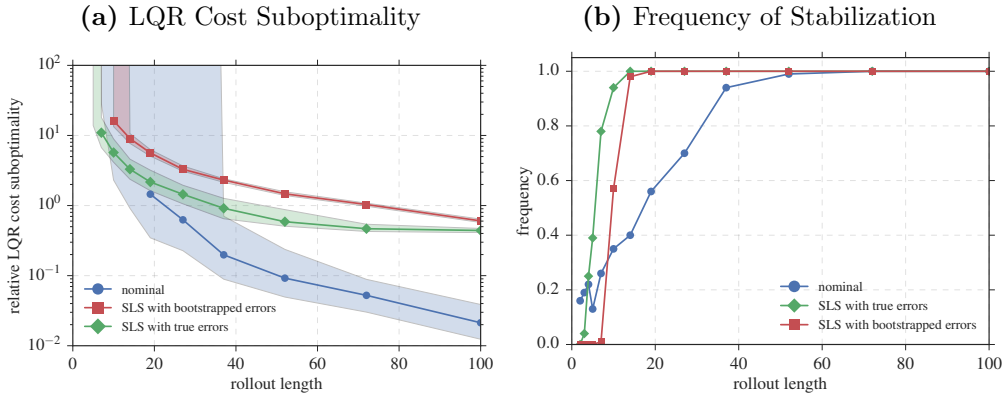 (a) LQR Cost Suboptimality
10^2
10^1
10^0
10^-1
10^-2
relative LQR cost suboptimality
nominal
SLS with bootstrapped errors
SLS with true errors
0 20 40 60 80 100
rollout length
(b) Frequency of Stabilization
1.0
0.8
0.6
0.4
0.2
0.0
frequency
nominal
SLS with true errors
SLS with bootstrapped errors
0 20 40 60 80 100
rollout length